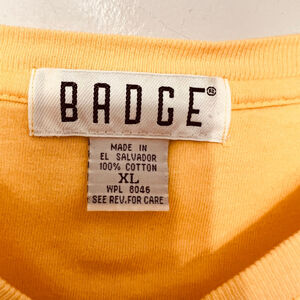 BADGE®
MADE IN
EL SALVADOR
100% COTTON
XL
WPL 8046
SEE REV.FOR CARE